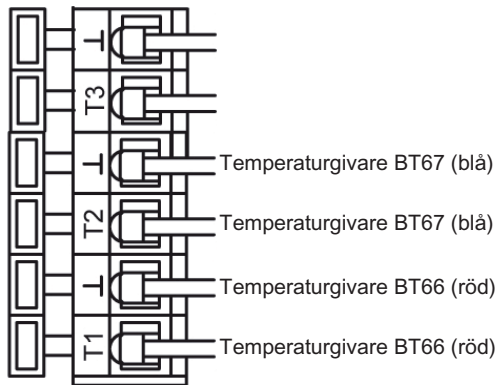 ⊥
T3
⊥ Temperaturgivare BT67 (blå)
T2 Temperaturgivare BT67 (blå)
⊥ Temperaturgivare BT66 (röd)
T1 Temperaturgivare BT66 (röd)